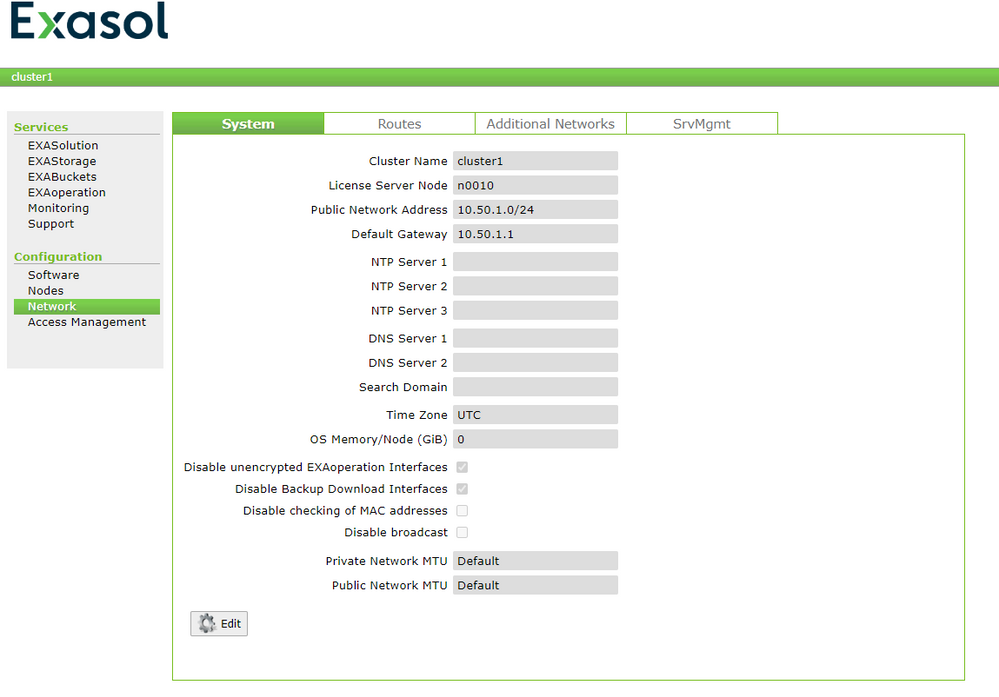 Exasol
cluster1
Services
EXASolution
EXAStorage
EXABuckets
EXAoperation
Monitoring
Support
Configuration
Software
Nodes
Network
Access Management
System Routes Additional Networks SrvMgmt
Cluster Name cluster1
License Server Node n0010
Public Network Address 10.50.1.0/24
Default Gateway 10.50.1.1
NTP Server 1
NTP Server 2
NTP Server 3
DNS Server 1
DNS Server 2
Search Domain
Time Zone UTC
OS Memory/Node (GiB) 0
Disable unencrypted EXAoperation Interfaces
Disable Backup Download Interfaces
Disable checking of MAC addresses
Disable broadcast
Private Network MTU Default
Public Network MTU Default
Edit